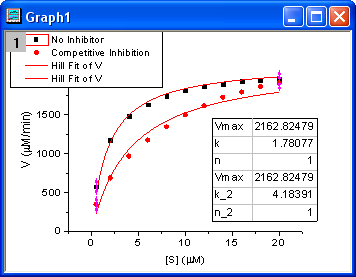 Graph1
1
No Inhibitor
Competitive Inhibition
Hill Fit of V
Hill Fit of V
1500
1000
500
0
V (µM/min)
Vmax 2162.82479
k 1.78077
n 1
Vmax 2162.82479
k_2 4.18391
n_2 1
0 5 10 15 20
[S] (µM)